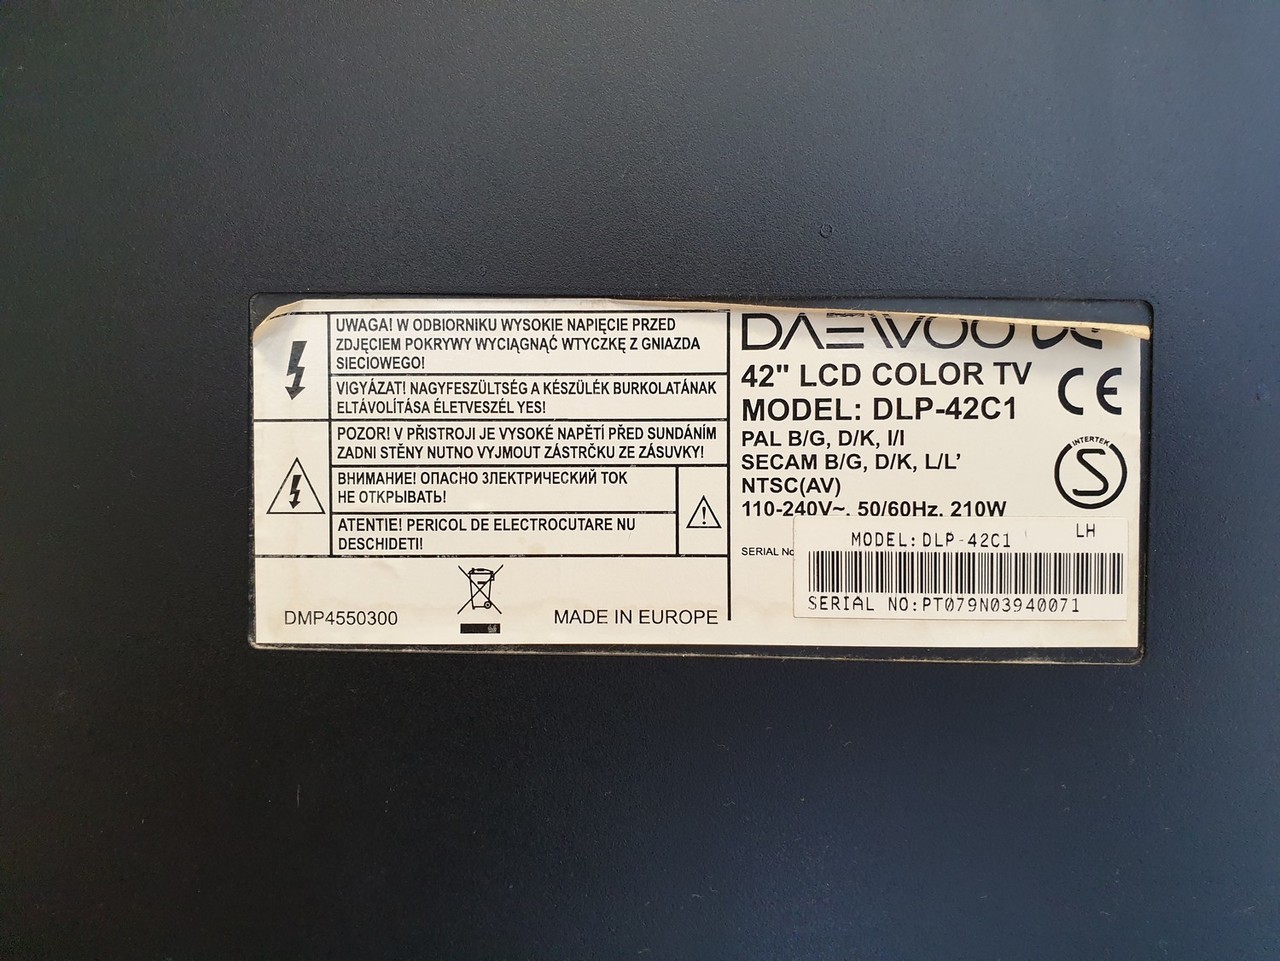 UWAGA! W ODBIORNIKU WYSOKIE NAPIĘCIE PRZED
ZDJĘCIEM POKRYWY WYCIĄGNĄĆ WTYCZKĘ Z GNIAZDA
SIECIOWEGO!
VIGYÁZAT! NAGYFESZÜLTSÉG A KÉSZÜLÉK BURKOLATÁNAK
ELTÁVOLÍTÁSA ÉLETVESZÉL YES!
POZOR! V PŘISTROJI JE VYSOKÉ NAPĚTÍ PŘED SUNDÁNÍM
ZADNI STĚNY NUTNO VYJMOUT ZÁSTRČKU ZE ZÁSUVKY!
ВНИМАНИЕ! ОПАСНО ЗЛЕКТРИЧЕСКИЙ ТОК
НЕ ОТКРЫВАТЬ!
ATENTIE! PERICOL DE ELECTROCUTARE NU
DESCHIDETI!
DMP4550300
MADE IN EUROPE
DAEWOO
42" LCD COLOR TV
MODEL: DLP-42C1
PAL B/G, D/K, I/I
SECAM B/G, D/K, L/L'
NTSC(AV)
110-240V~, 50/60Hz, 210W
CE
INTERTEK
S
SERIAL No
MODEL: DLP-42C1
LH
SERIAL NO: PT079N03940071